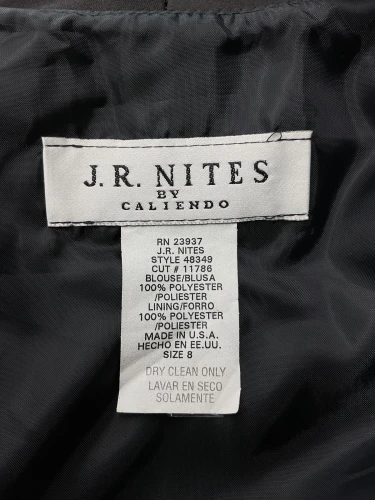 J.R. NITES
BY
CALIENDO
RN 23937
J.R. NITES
STYLE 48349
CUT # 11786
BLOUSE/BLUSA
100% POLYESTER
/POLIESTER
LINING/FORRO
100% POLYESTER
/POLIESTER
MADE IN U.S.A.
HECHO EN EE.UU.
SIZE 8
DRY CLEAN ONLY
LAVAR EN SECO
SOLAMENTE